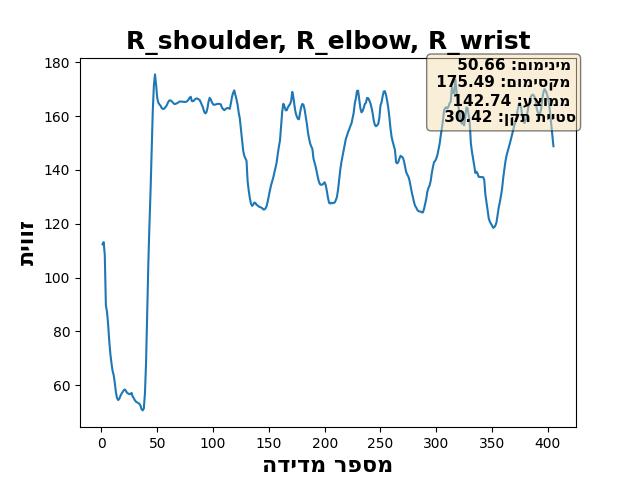 R_shoulder, R_elbow, R_wrist
מינימום: 50.66
מקסימום: 175.49
ממוצע: 142.74
סטיית תקן: 30.42
180
160
140
120
100
80
60
זווית
0 50 100 150 200 250 300 350 400
מספר מדידה